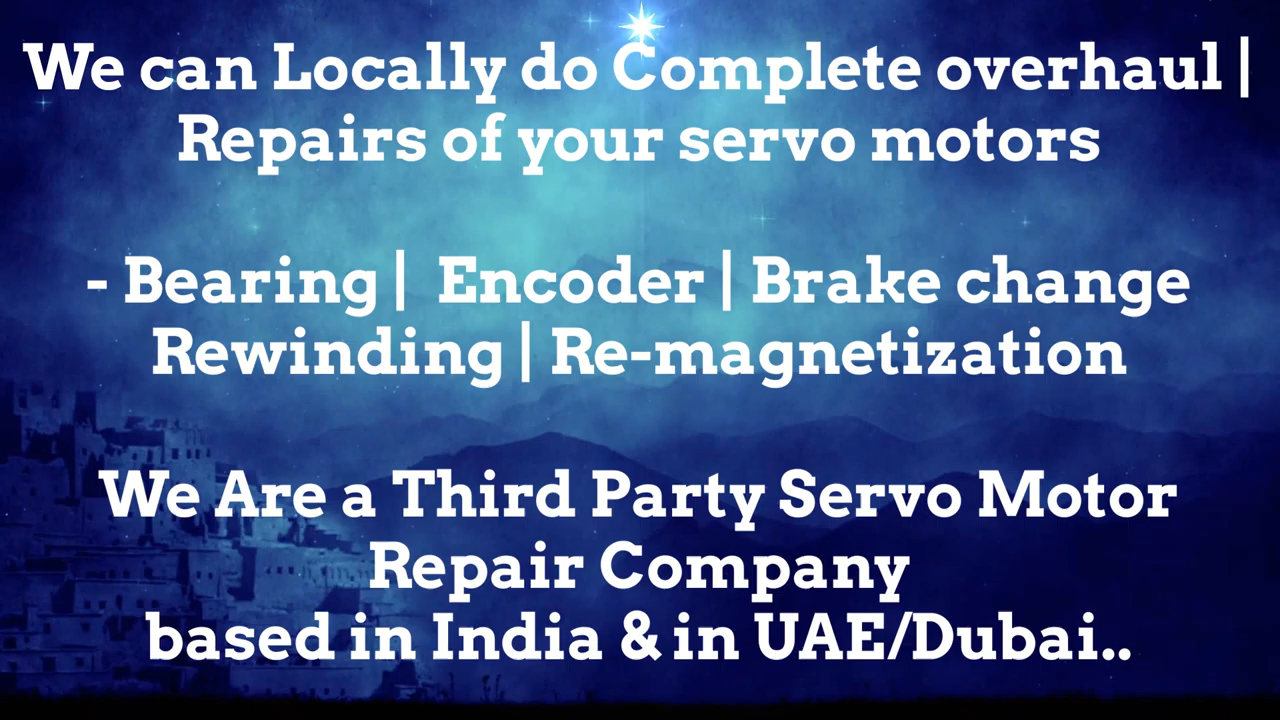 We can Locally do Complete overhaul |
Repairs of your servo motors
- Bearing | Encoder | Brake change
Rewinding | Re-magnetization
We Are a Third Party Servo Motor
Repair Company
based in India & in UAE/Dubai..